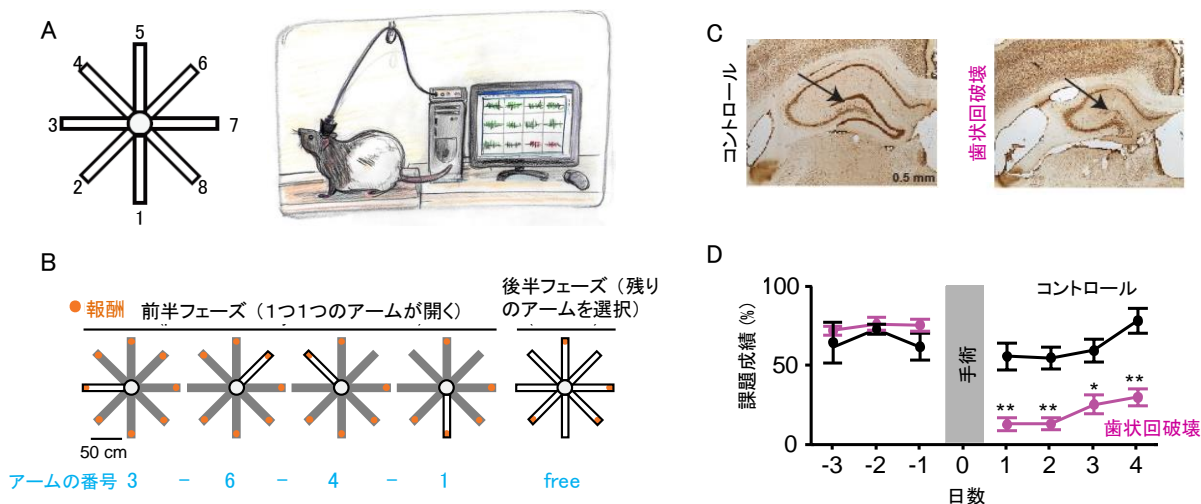 A
5
4
6
3
7
2
8
1
B
報酬
前半フェーズ（1つ1つのアームが開く）
後半フェーズ（残り
のアームを選択）
50 cm
アームの番号 3 - 6 - 4 - 1 free
C
コントロール
0.5 mm
歯状回破壊
D
課題成績 (%)
100
50
0
手術
コントロール
** ** * **
歯状回破壊
-3 -2 -1 0 1 2 3 4
日数